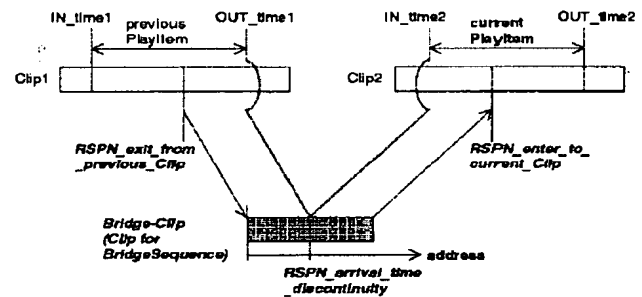 IN_time1
previous
PlayItem
OUT_time1
IN_time2
current
PlayItem
OUT_time2
Clip1
Clip2
RSPN_exit_from
_previous_Clip
RSPN_enter_to_
current_Clip
Bridge-Clip
(Clip for
BridgeSequence)
address
RSPN_arrival_time
_discontinuity